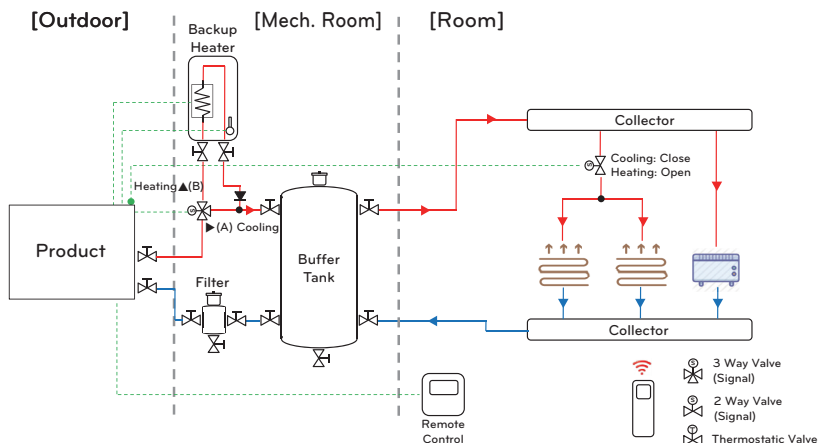 [Outdoor]
[Mech. Room]
[Room]
Backup
Heater
Collector
Cooling: Close
Heating: Open
Heating▲(B)
▶(A) Cooling
Product
Buffer
Tank
Filter
Collector
Remote
Control
S
S
S
3 Way Valve
(Signal)
S
2 Way Valve
(Signal)
T
Thermostatic Valve